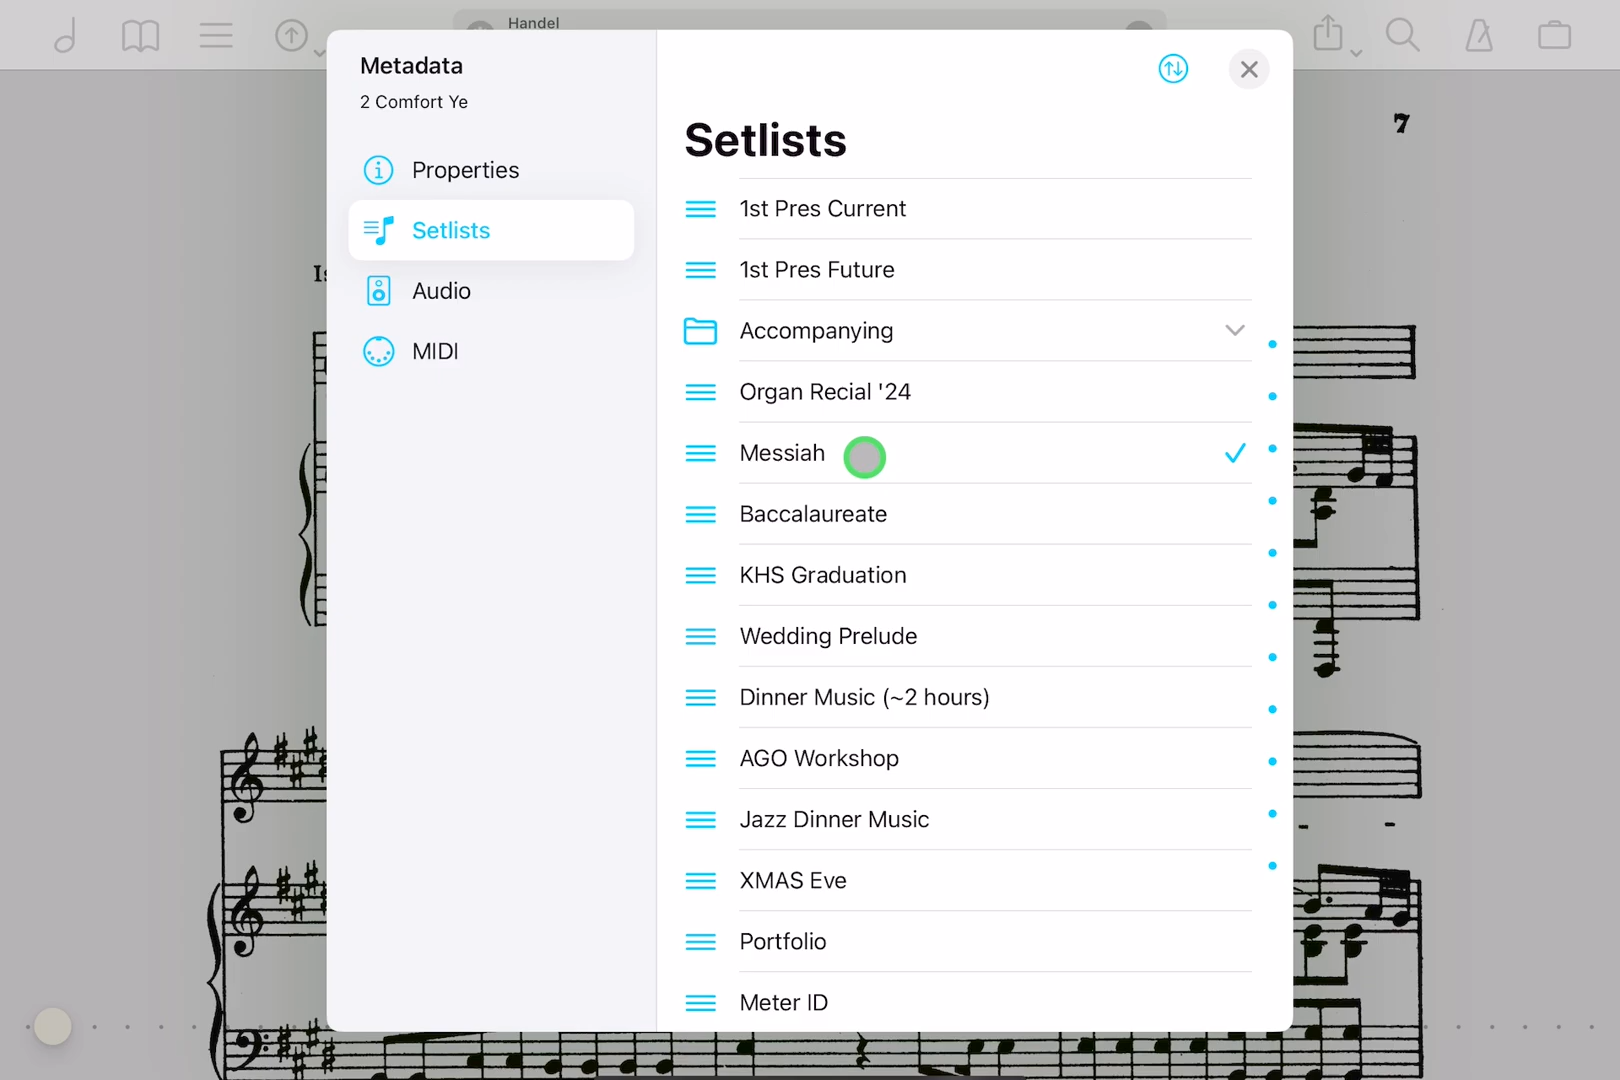 Handel
Metadata
2 Comfort Ye
Properties
Setlists
Audio
MIDI
Setlists
1st Pres Current
1st Pres Future
Accompanying
Organ Recial '24
Messiah
Baccalaureate
KHS Graduation
Wedding Prelude
Dinner Music (~2 hours)
AGO Workshop
Jazz Dinner Music
XMAS Eve
Portfolio
Meter ID
7